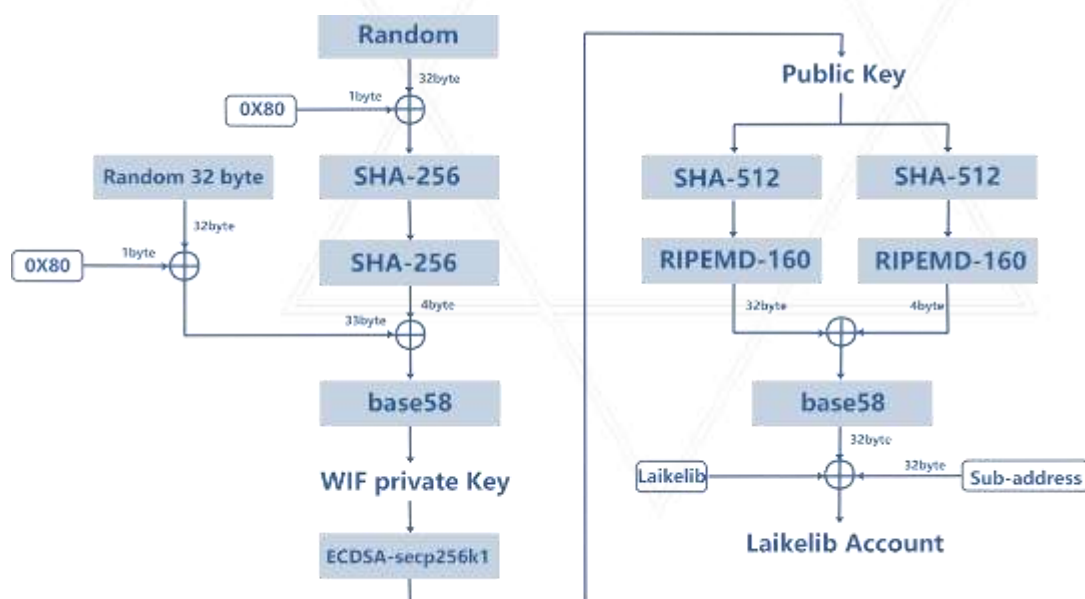 Random
32byte
0X80
1byte
Random 32 byte
SHA-256
32byte
0X80
1byte
SHA-256
4byte
33byte
base58
WIF private Key
ECDSA-secp256k1
Public Key
SHA-512
SHA-512
RIPEMD-160
RIPEMD-160
32byte
4byte
base58
32byte
Laikelib
32byte
Sub-address
Laikelib Account